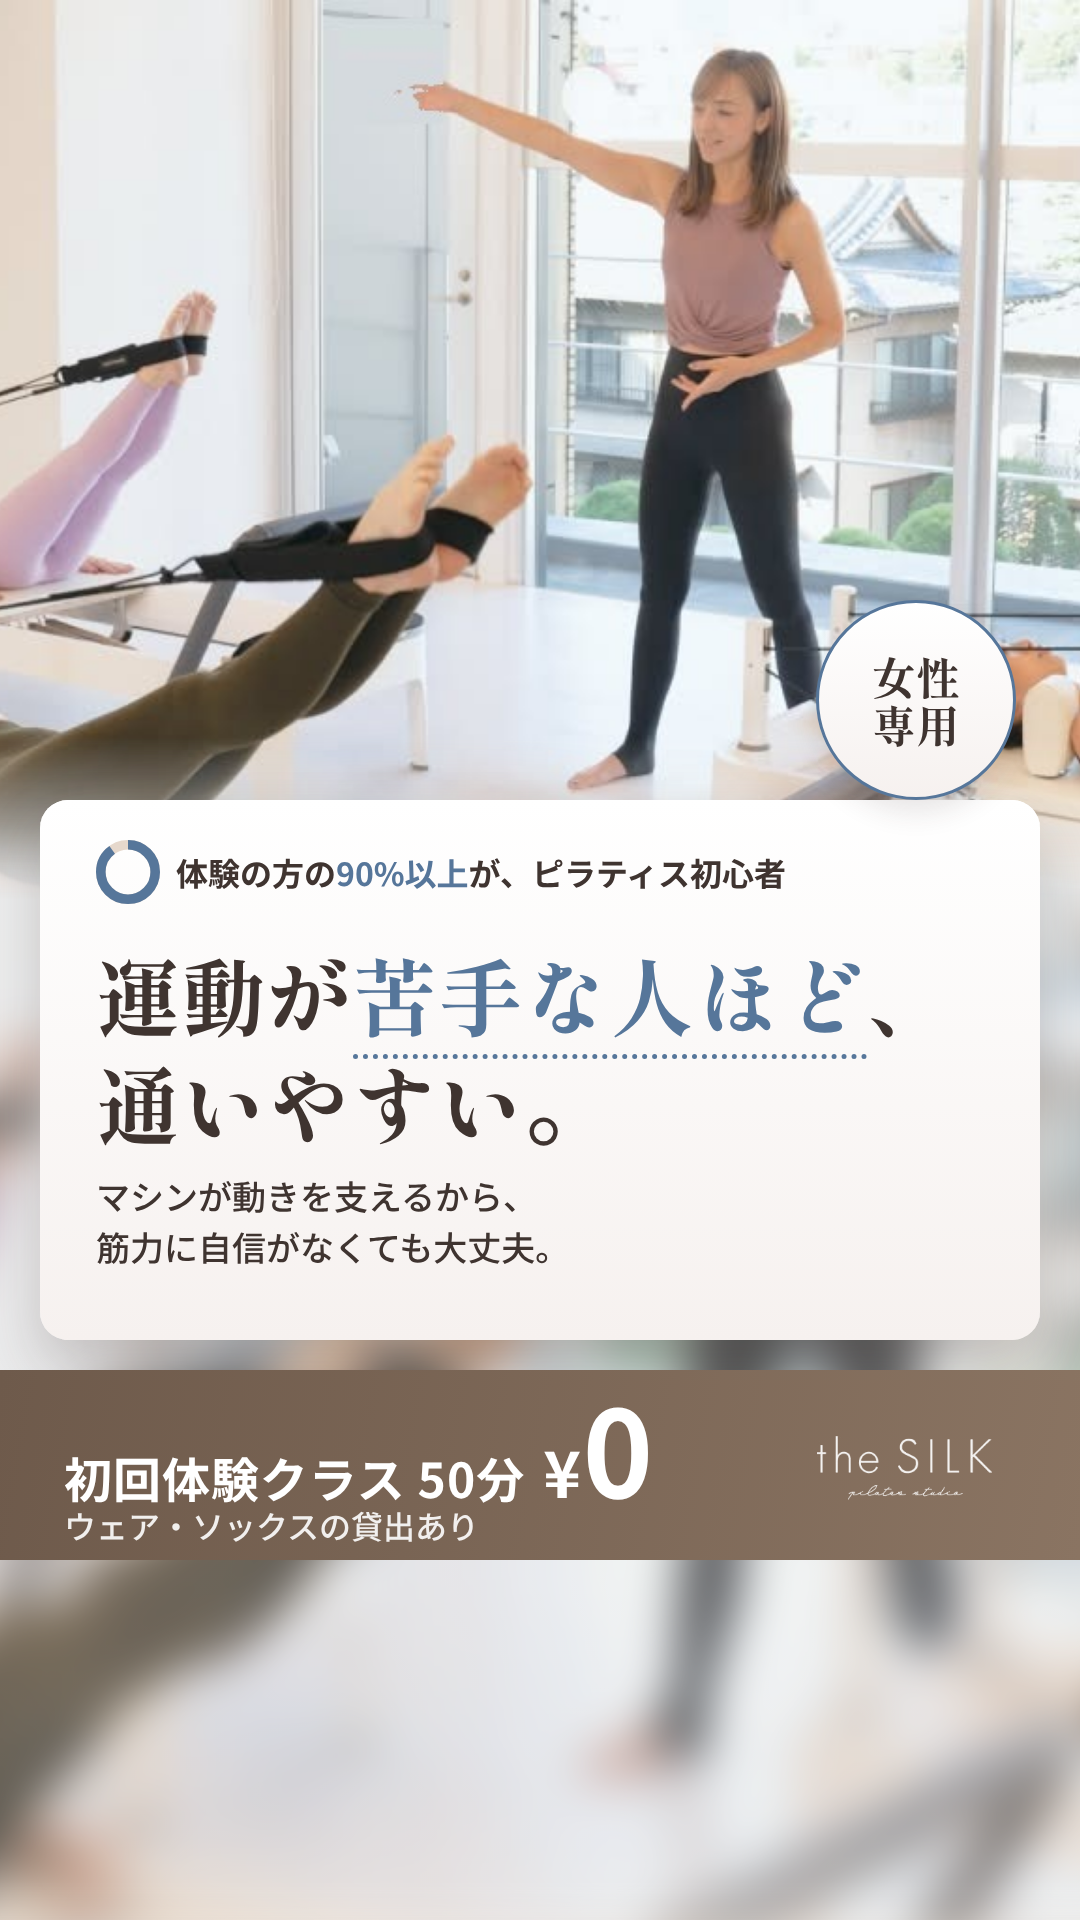 女性
専用
体験の方の90%以上が、ピラティス初心者
運動が苦手な人ほど、
通いやすい。
マシンが動きを支えるから、
筋力に自信がなくても大丈夫。
初回体験クラス 50分 ¥0
ウェア・ソックスの貸出あり
the SILK
pilates studio